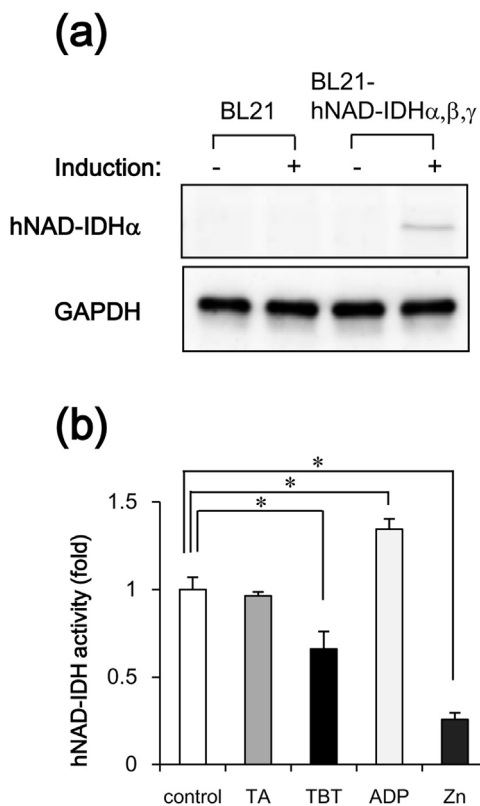 (a)
BL21-
BL21 hNAD-IDHα,β,γ
Induction: - + - +
hNAD-IDHα
GAPDH
(b)
*
*
*
1.5
1
0.5
0
hNAD-IDH activity (fold)
control TA TBT ADP Zn